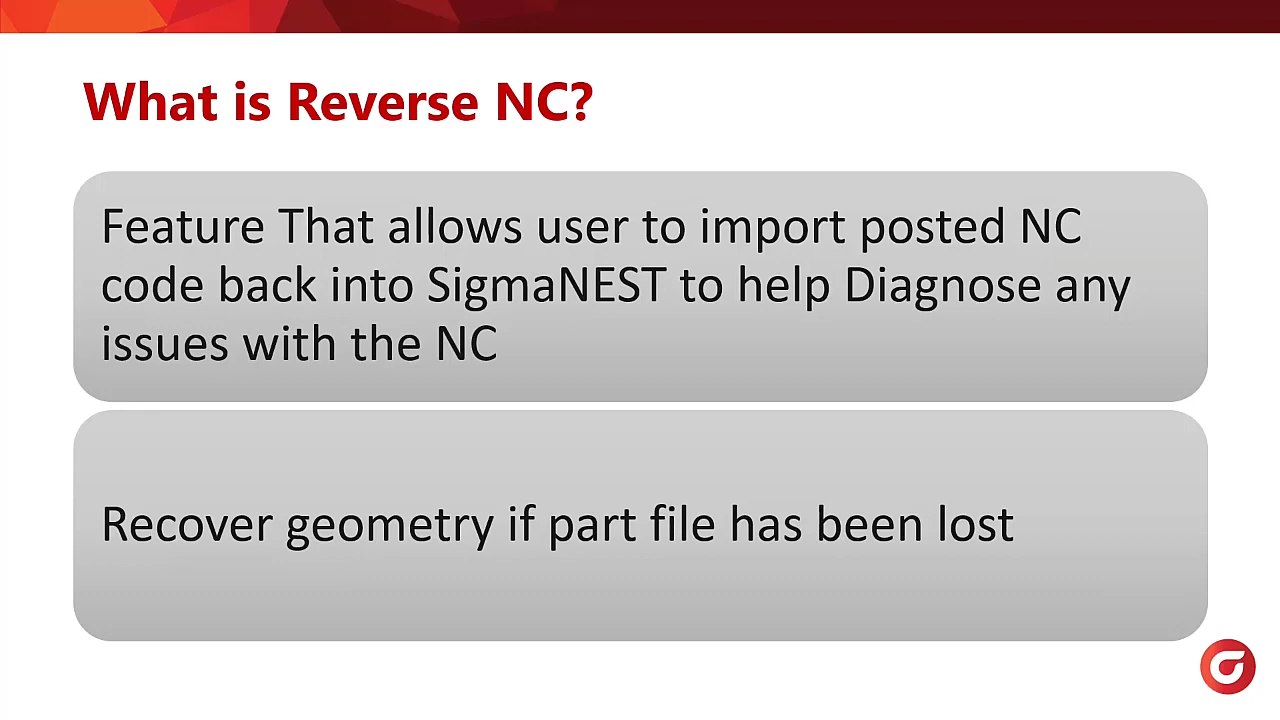 What is Reverse NC?
Feature That allows user to import posted NC
code back into SigmaNEST to help Diagnose any
issues with the NC
Recover geometry if part file has been lost